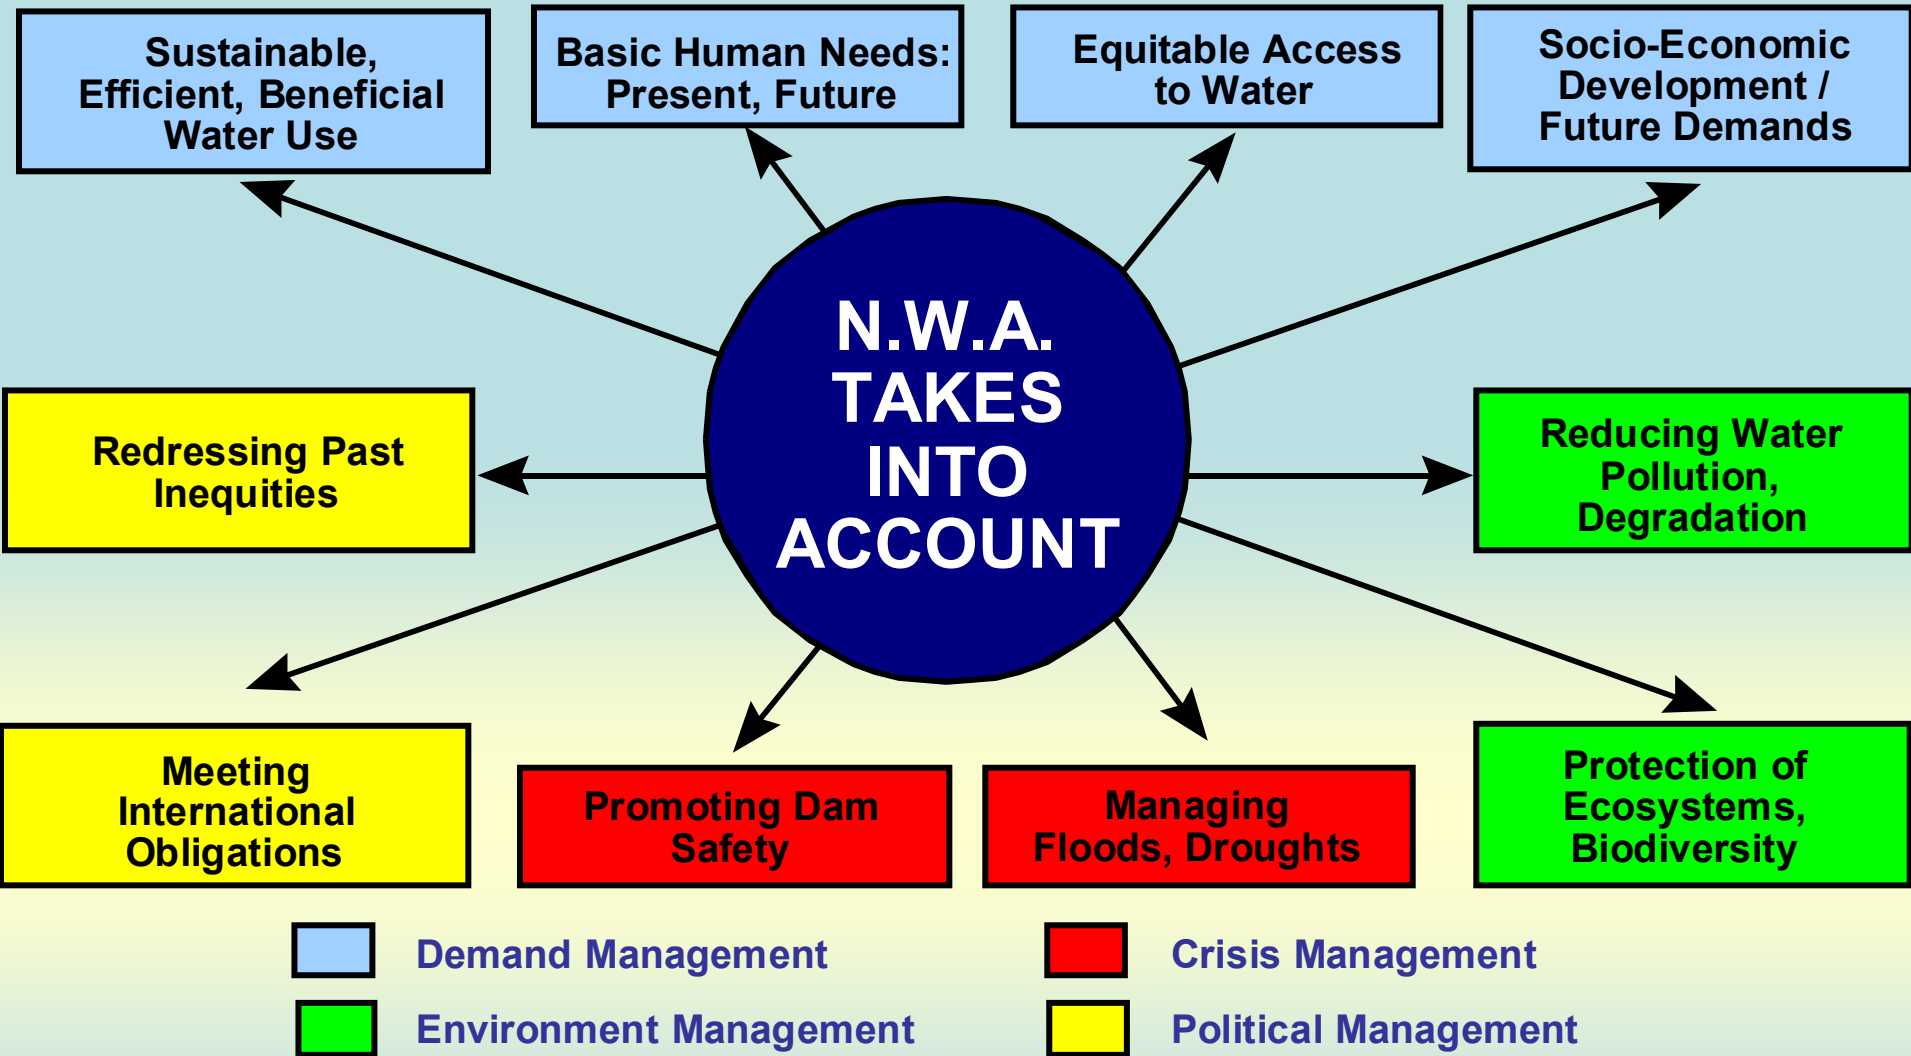 Sustainable,
Efficient, Beneficial
Water Use
Basic Human Needs:
Present, Future
Equitable Access
to Water
Socio-Economic
Development /
Future Demands
N.W.A.
TAKES
INTO
ACCOUNT
Redressing Past
Inequities
Reducing Water
Pollution,
Degradation
Meeting
International
Obligations
Promoting Dam
Safety
Managing
Floods, Droughts
Protection of
Ecosystems,
Biodiversity
Demand Management
Crisis Management
Environment Management
Political Management